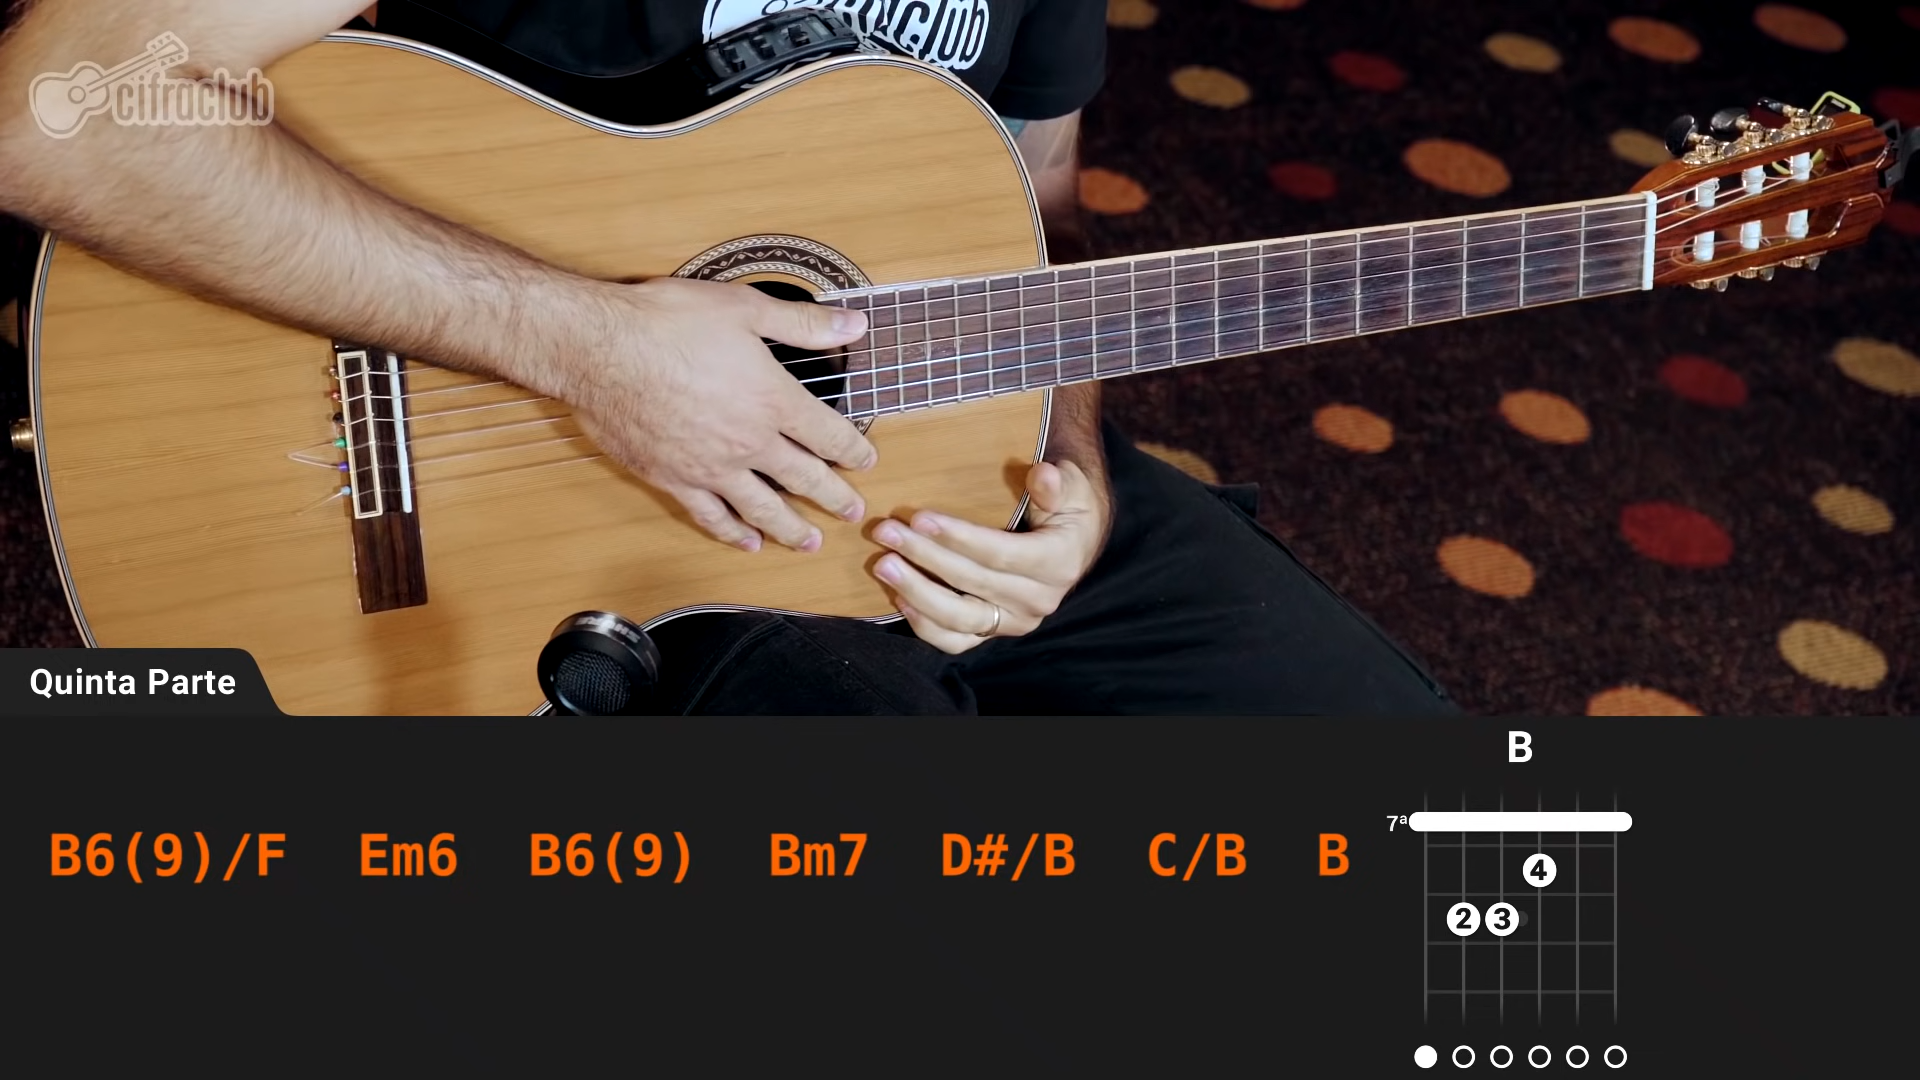 cifraclub
Quinta Parte
B6(9)/F Em6 B6(9) Bm7 D#/B C/B B
B
7ª
4
2 3